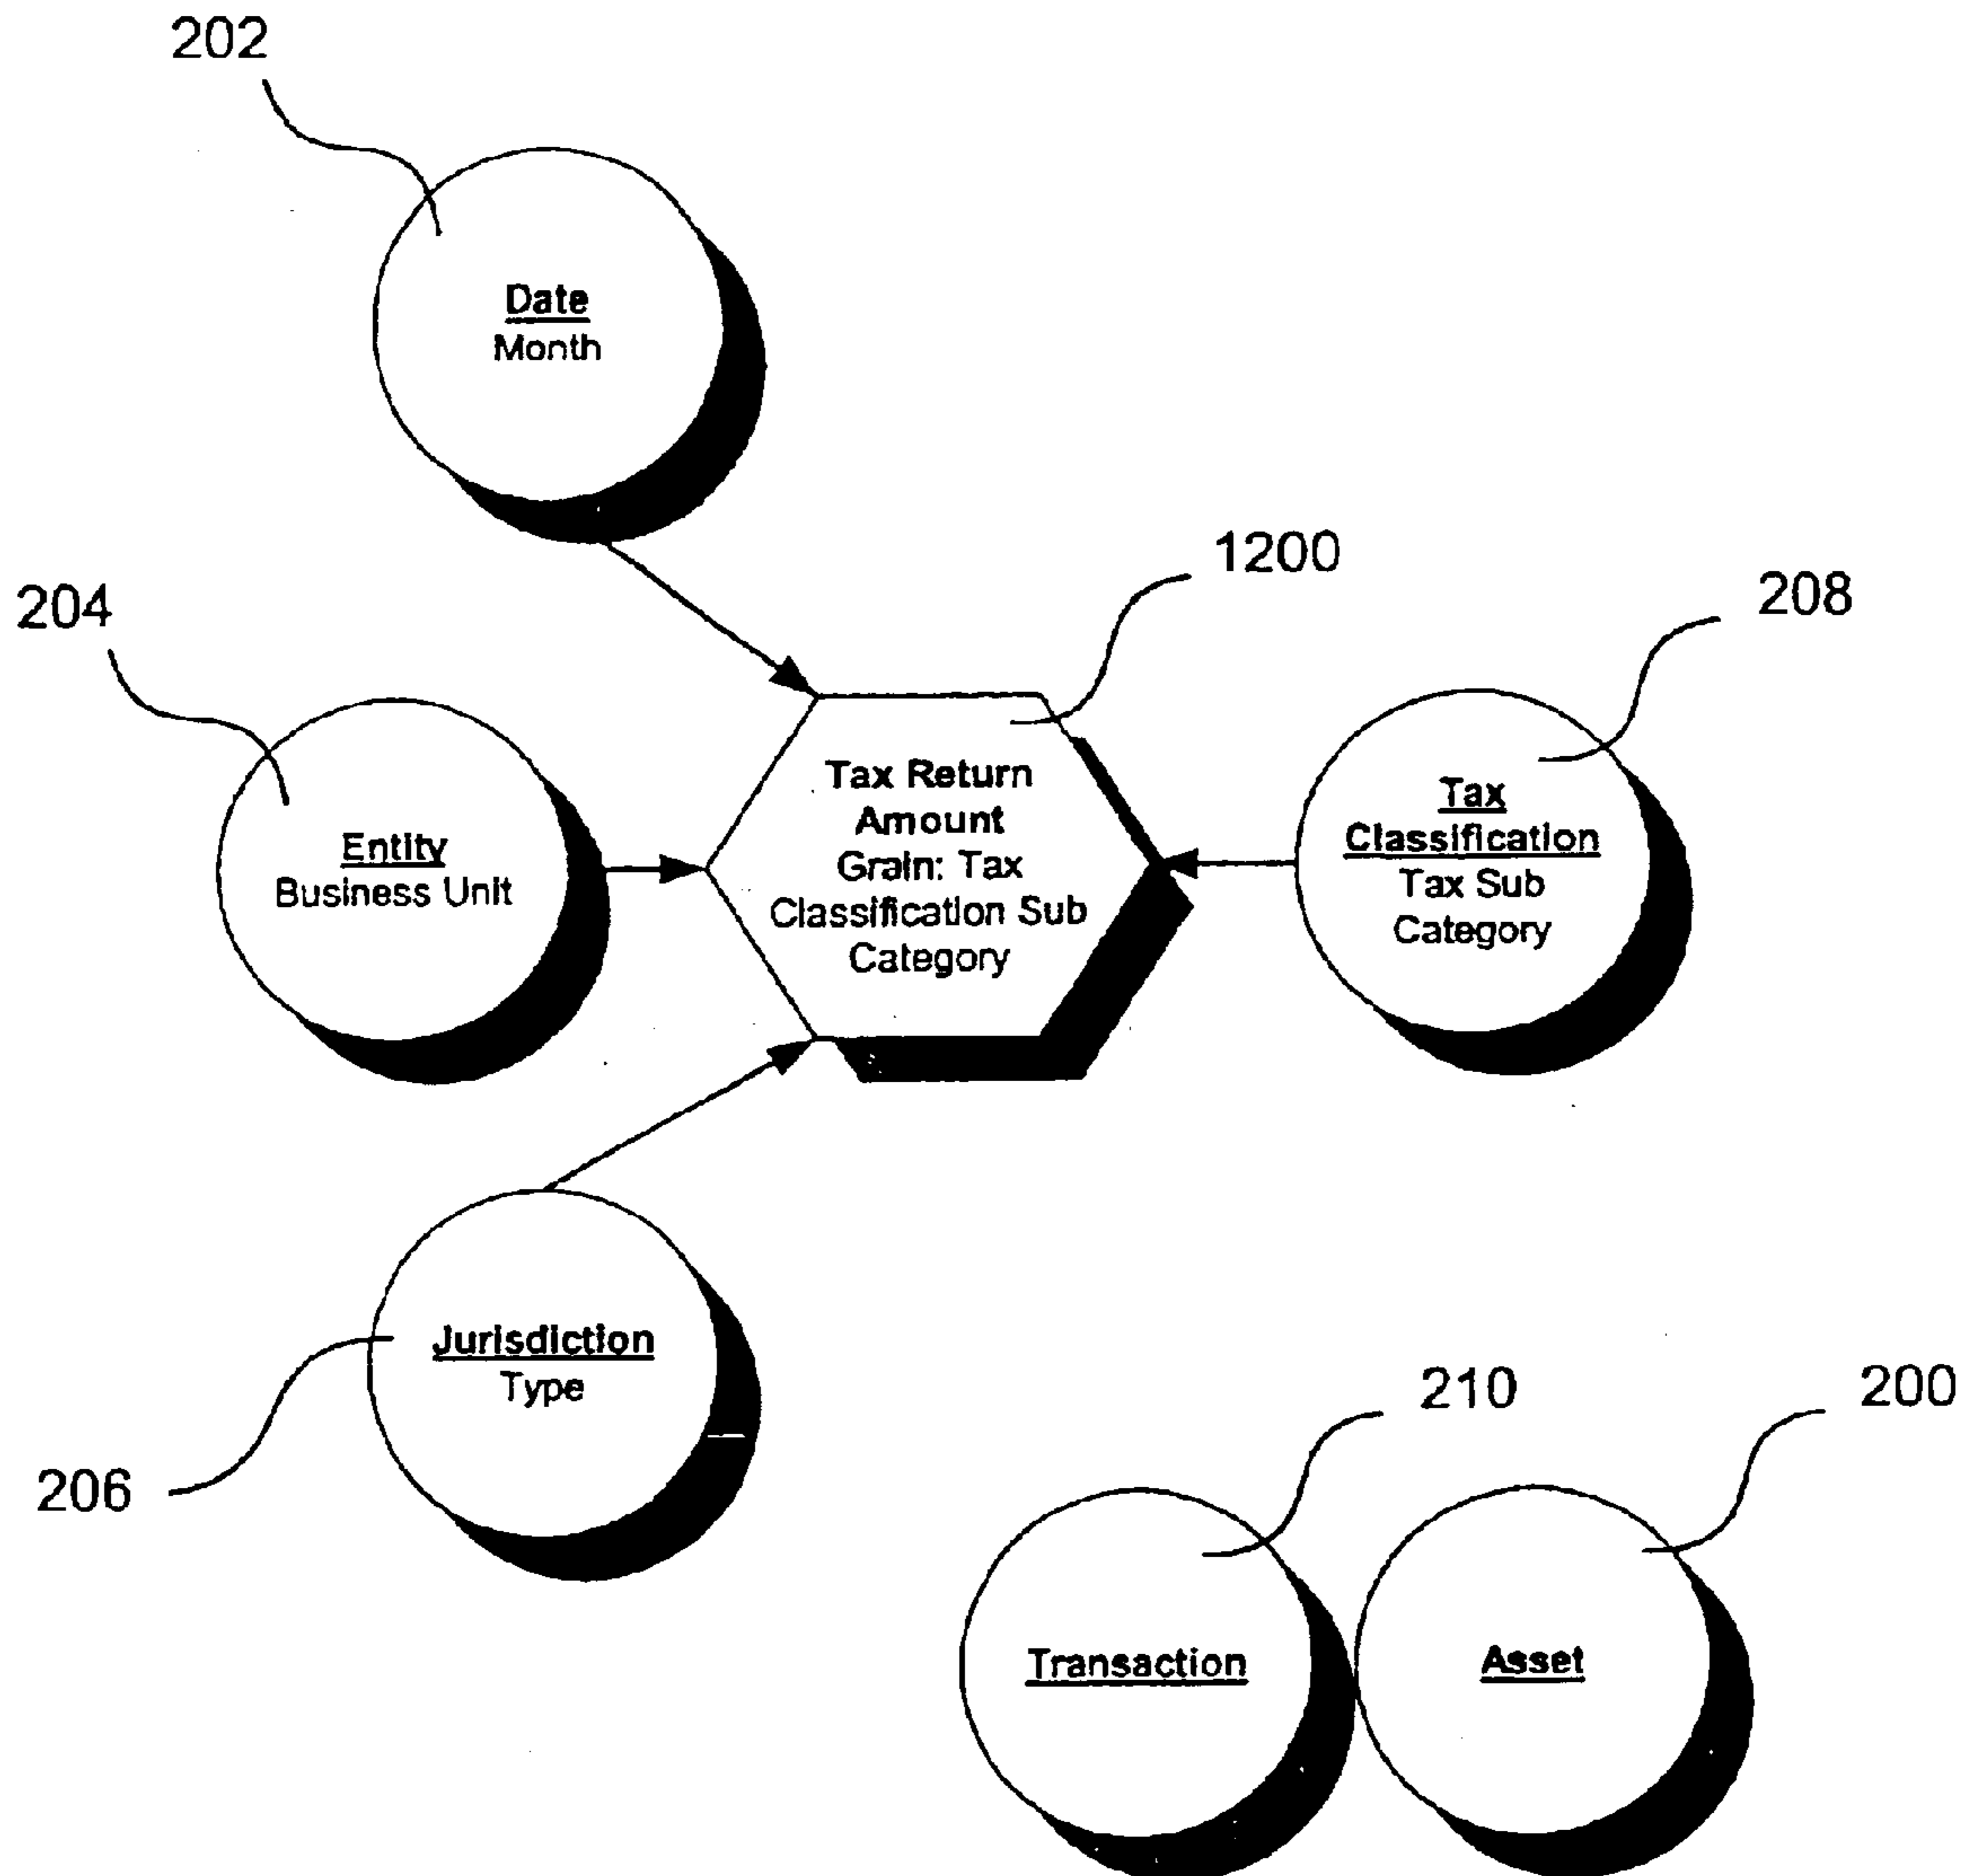 202
Date
Month
1200
204
208
Entity
Business Unit
Tax Return
Amount
Grain: Tax
Classification Sub
Category
Tax
Classification
Tax Sub
Category
Jurisdiction
Type
206
210
200
Transaction
Asset